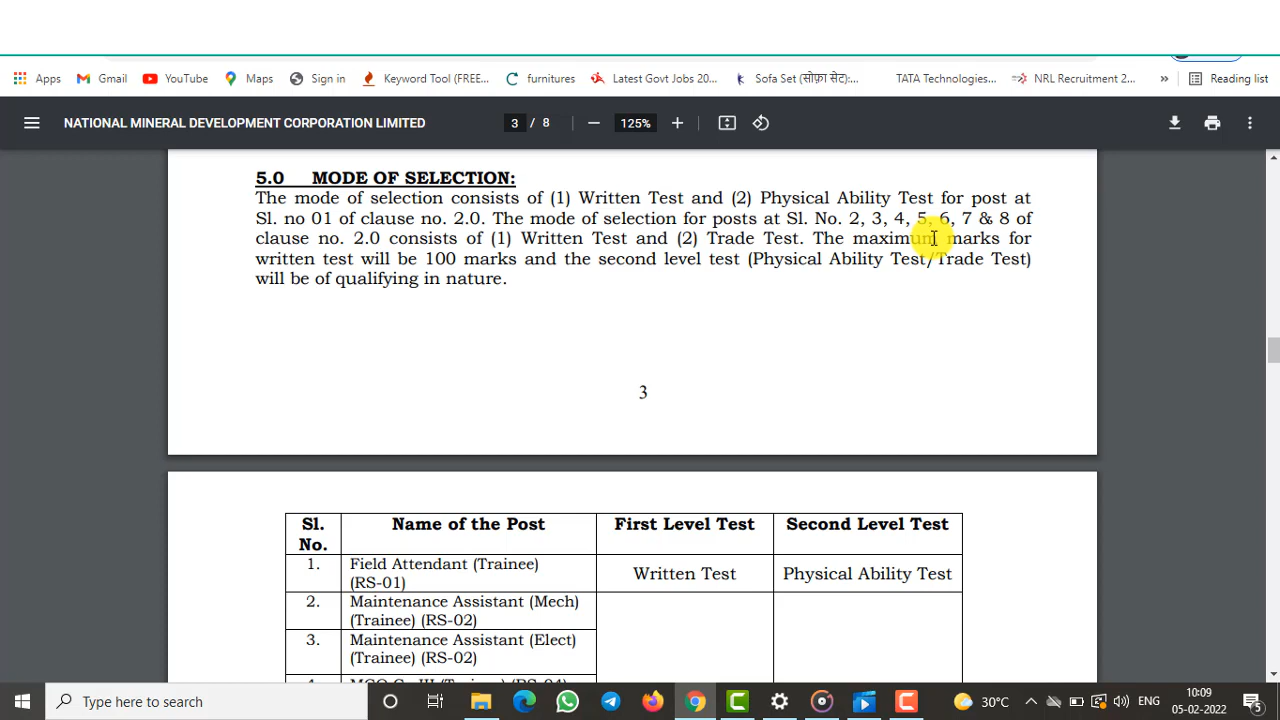 Apps
Gmail
YouTube
Maps
Sign in
Keyword Tool (FREE...
furnitures
Latest Govt Jobs 20...
Sofa Set (सोफ़ा सेट):...
TATA Technologies...
NRL Recruitment 2...
»
Reading list
NATIONAL MINERAL DEVELOPMENT CORPORATION LIMITED
3 / 8
125%
5.0 MODE OF SELECTION:
The mode of selection consists of (1) Written Test and (2) Physical Ability Test for post at
Sl. no 01 of clause no. 2.0. The mode of selection for posts at Sl. No. 2, 3, 4, 5, 6, 7 & 8 of
clause no. 2.0 consists of (1) Written Test and (2) Trade Test. The maximum marks for
written test will be 100 marks and the second level test (Physical Ability Test/Trade Test)
will be of qualifying in nature.
3
Sl. No. Name of the Post First Level Test Second Level Test
1. Field Attendant (Trainee) (RS-01) Written Test Physical Ability Test
2. Maintenance Assistant (Mech) (Trainee) (RS-02)
3. Maintenance Assistant (Elect) (Trainee) (RS-02)
Type here to search
30°C
ENG
10:09
05-02-2022
5